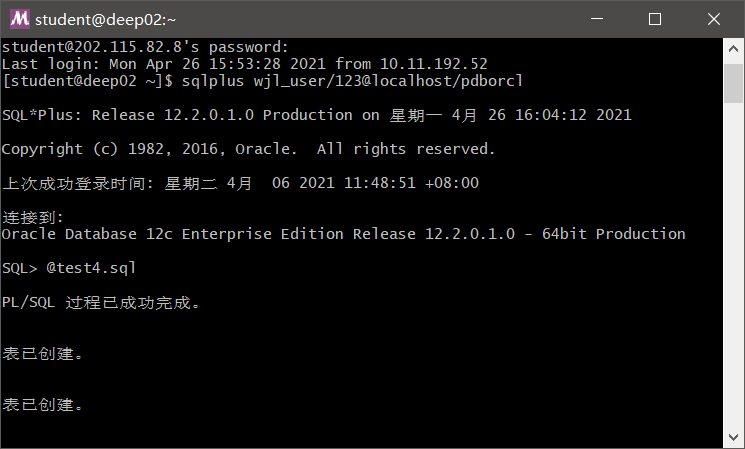 student@deep02:~
student@202.115.82.8's password:
Last login: Mon Apr 26 15:53:28 2021 from 10.11.192.52
[student@deep02 ~]$ sqlplus wjl_user/123@localhost/pdborcl
SQL*Plus: Release 12.2.0.1.0 Production on 星期一 4月 26 16:04:12 2021
Copyright (c) 1982, 2016, Oracle.  All rights reserved.
上次成功登录时间: 星期二 4月  06 2021 11:48:51 +08:00
连接到:
Oracle Database 12c Enterprise Edition Release 12.2.0.1.0 - 64bit Production
SQL> @test4.sql
PL/SQL 过程已成功完成。
表已创建。
表已创建。